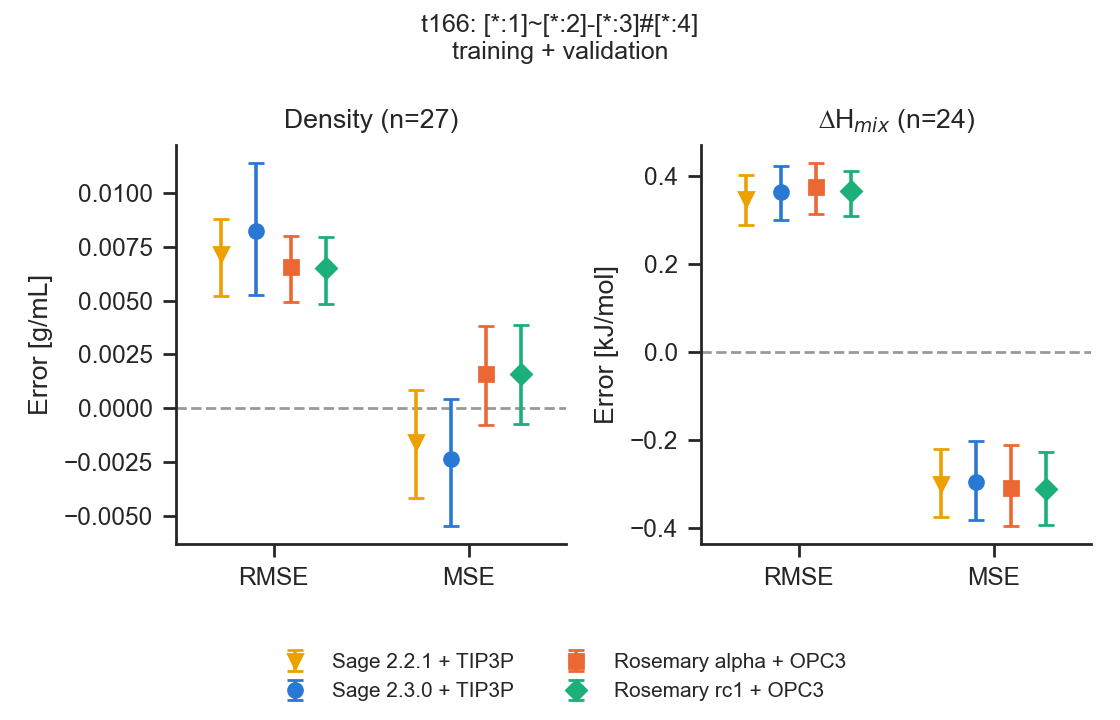 t166: [*:1]~[*:2]-[*:3]#[*:4]
training + validation
Density (n=27)
ΔHmix (n=24)
Error [g/mL]
0.0100
0.0075
0.0050
0.0025
0.0000
−0.0025
−0.0050
RMSE
MSE
Error [kJ/mol]
0.4
0.2
0.0
−0.2
−0.4
RMSE
MSE
Sage 2.2.1 + TIP3P
Sage 2.3.0 + TIP3P
Rosemary alpha + OPC3
Rosemary rc1 + OPC3